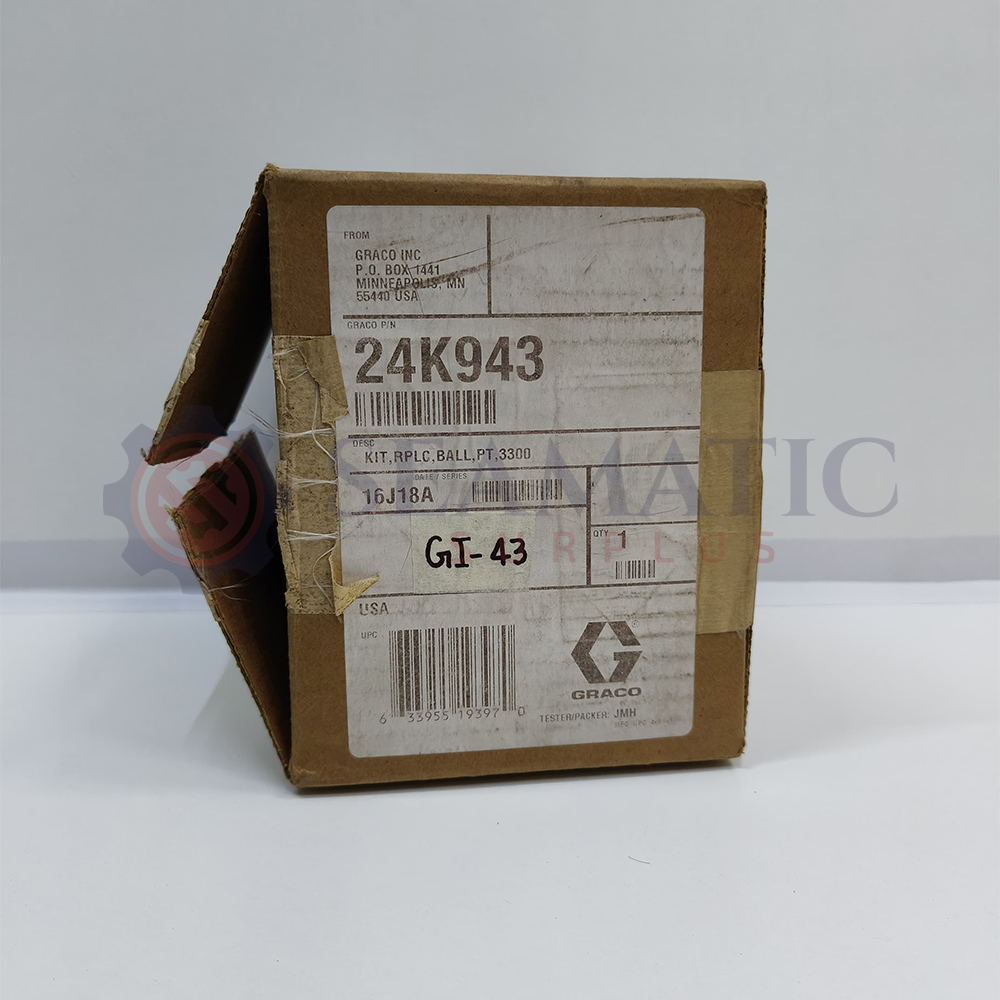 FROM
GRACO INC
P.O. BOX 1441
MINNEAPOLIS, MN
55440 USA
GRACO P/N
24K943
DESC
KIT,RPLC.BALL,PT,3300
DATE / SERIES
16J18A
QTY 1
GI-43
USA
UPC
6 33955 19397 0
GRACO
TESTER/PACKER: JMH
SEAMATIC
SURPLUS